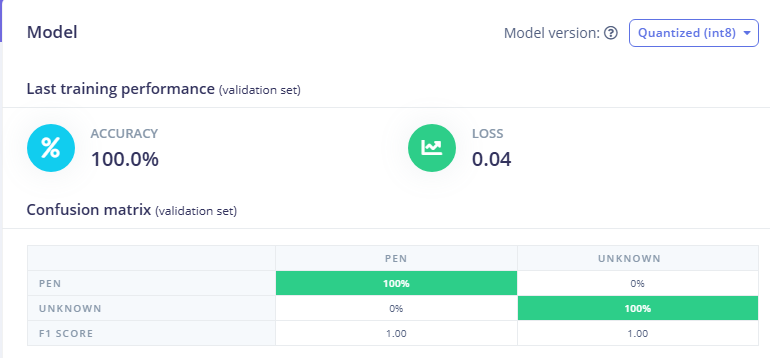 Model
Model version: Quantized (int8)
Last training performance (validation set)
ACCURACY
100.0%
LOSS
0.04
Confusion matrix (validation set)
PEN UNKNOWN
PEN 100% 0%
UNKNOWN 0% 100%
F1 SCORE 1.00 1.00